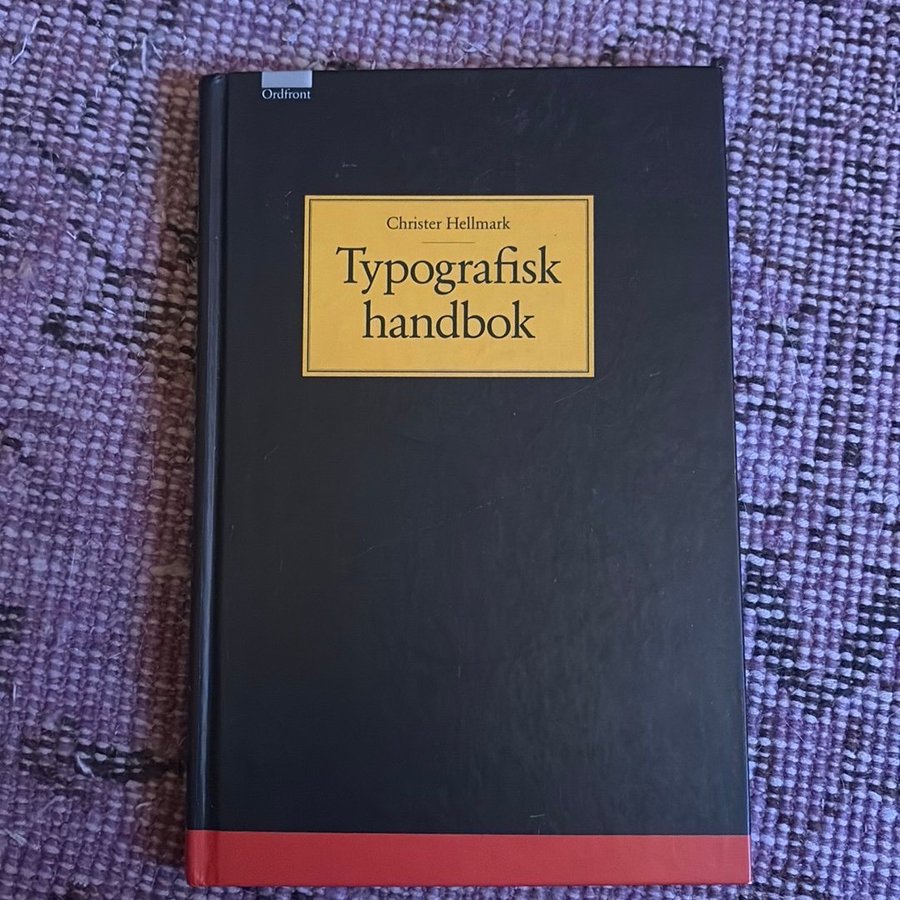 Ordfront
Christer Hellmark
Typografisk
handbok